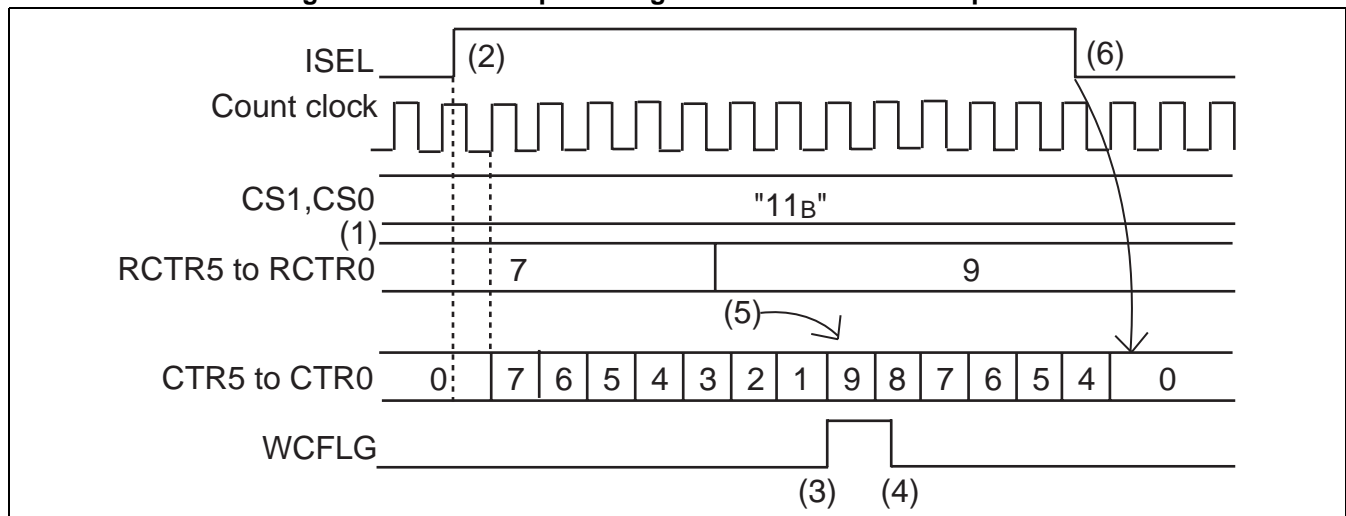 ISEL (2) (6)
Count clock
CS1,CS0 "11B"
(1)
RCTR5 to RCTR0 7 9
(5)
CTR5 to CTR0 0 7 6 5 4 3 2 1 9 8 7 6 5 4 0
WCFLG
(3) (4)